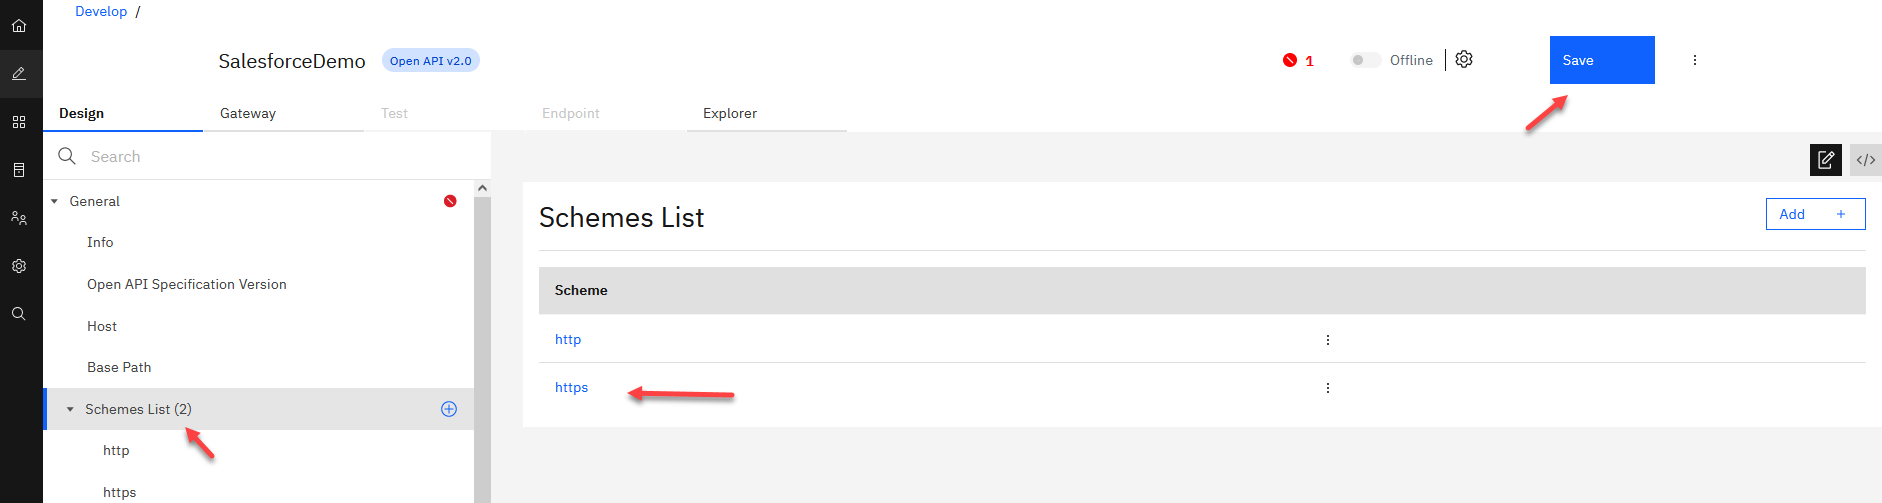 Develop /
SalesforceDemo Open API v2.0 1 Offline Save
Design Gateway Test Endpoint Explorer
Search
General
Info
Open API Specification Version
Host
Base Path
Schemes List (2)
http
https
</>
Schemes List
Add +
Scheme
http
https